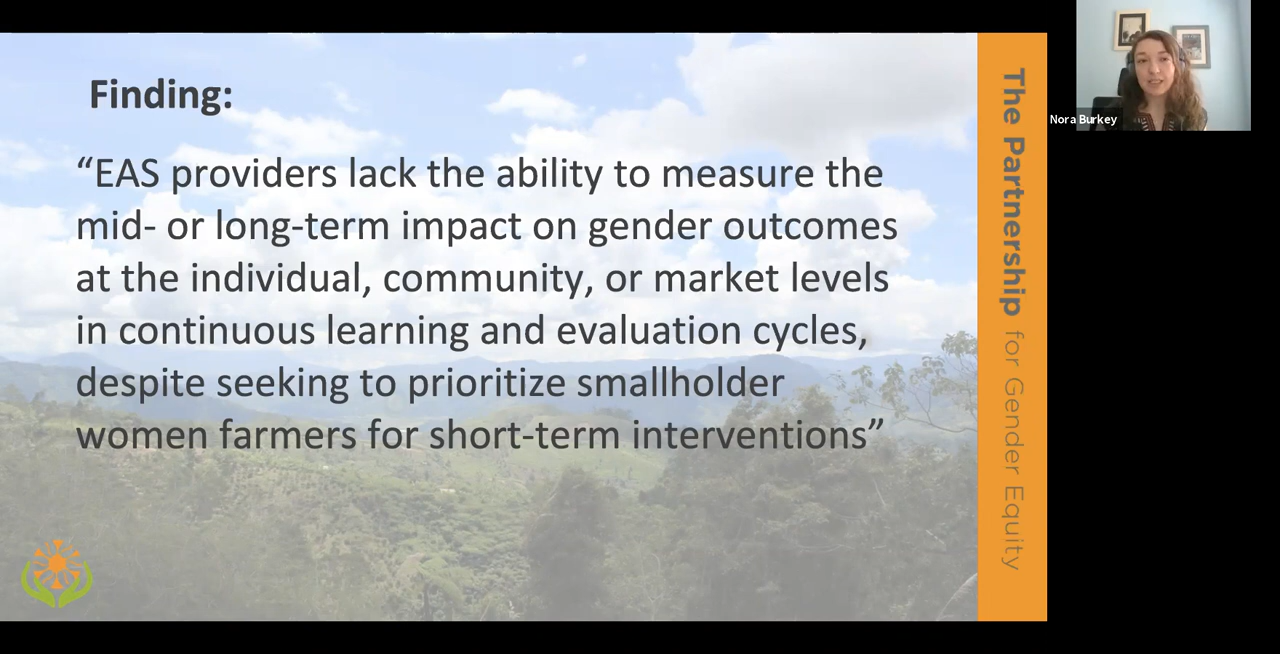 Finding:
“EAS providers lack the ability to measure the
mid- or long-term impact on gender outcomes
at the individual, community, or market levels
in continuous learning and evaluation cycles,
despite seeking to prioritize smallholder
women farmers for short-term interventions”
The Partnership for Gender Equity
Nora Burkey